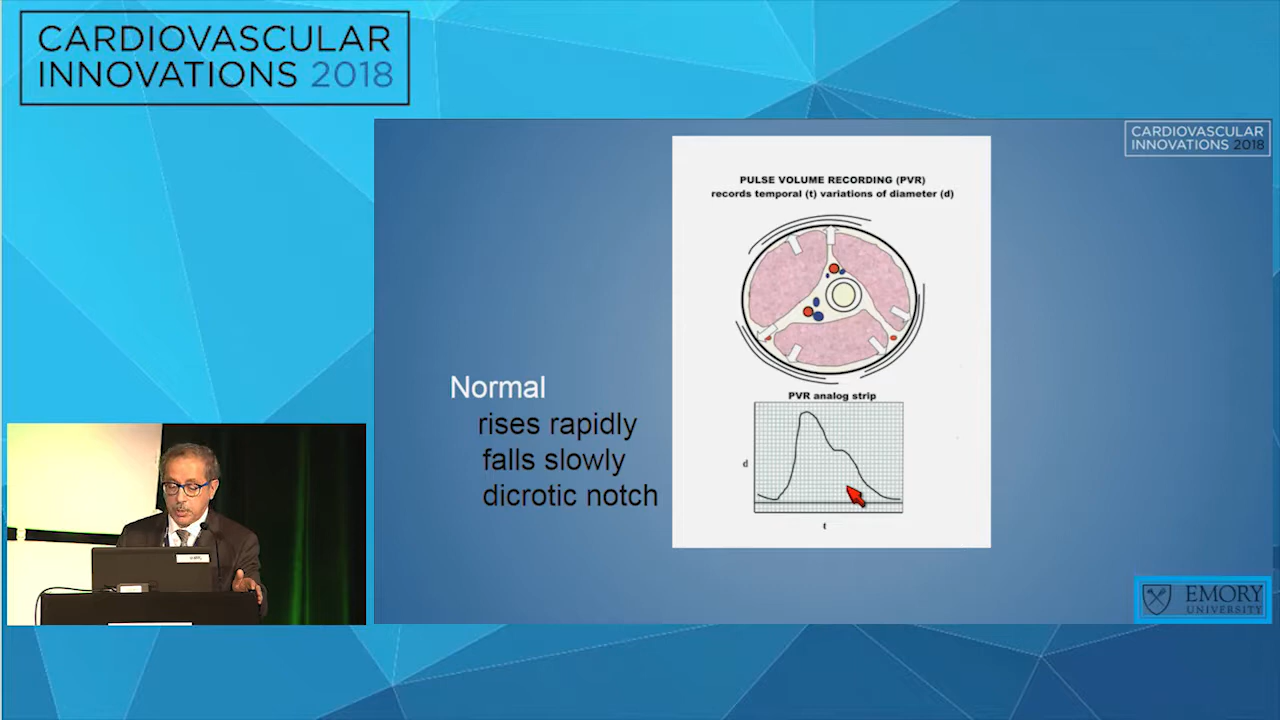 CARDIOVASCULAR
INNOVATIONS 2018
CARDIOVASCULAR
INNOVATIONS 2018
PULSE VOLUME RECORDING (PVR)
records temporal (t) variations of diameter (d)
Normal
rises rapidly
falls slowly
dicrotic notch
PVR analog strip
d
t
EMORY
UNIVERSITY